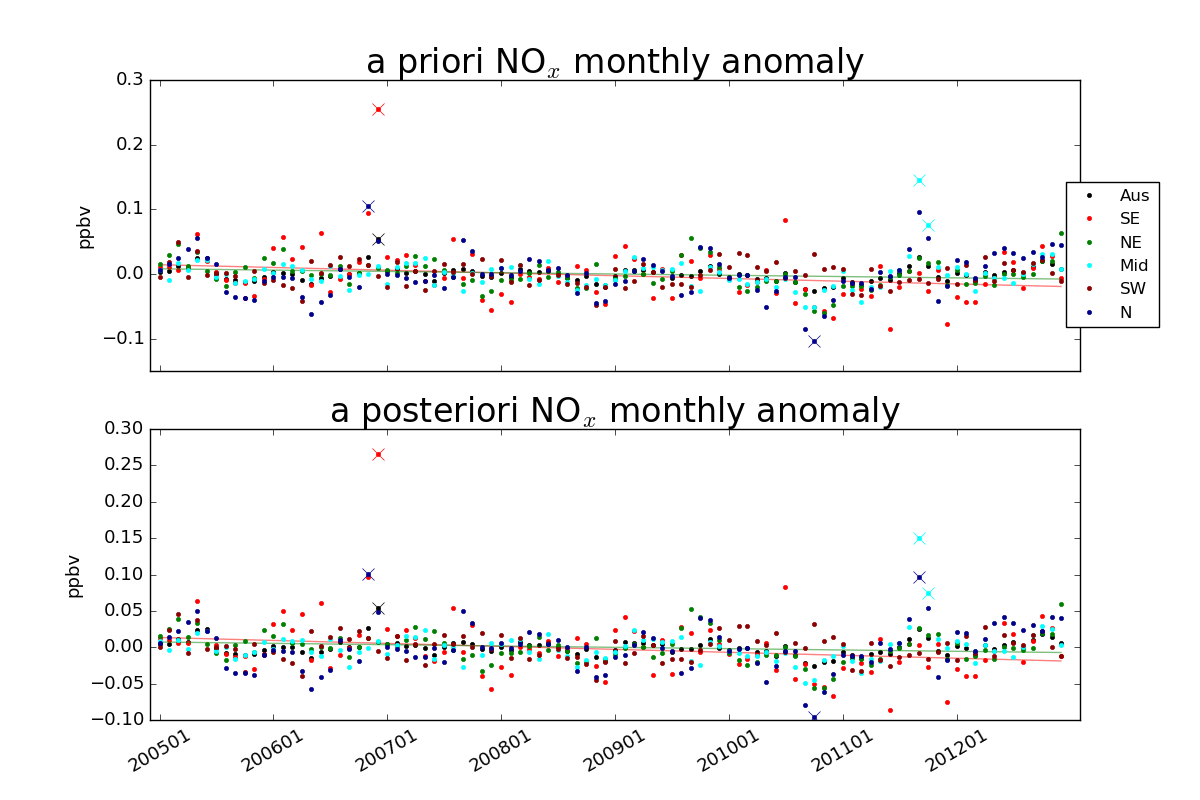 a priori NOx monthly anomaly
0.3
0.2
0.1
0.0
−0.1
ppbv
Aus
SE
NE
Mid
SW
N
a posteriori NOx monthly anomaly
0.30
0.25
0.20
0.15
0.10
0.05
0.00
−0.05
−0.10
ppbv
200501 200601 200701 200801 200901 201001 201101 201201